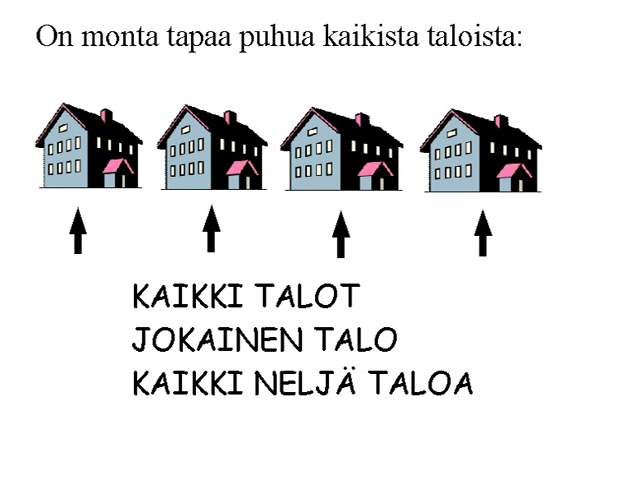 On monta tapaa puhua kaikista taloista:
KAIKKI TALOT
JOKAINEN TALO
KAIKKI NELJÄ TALOA